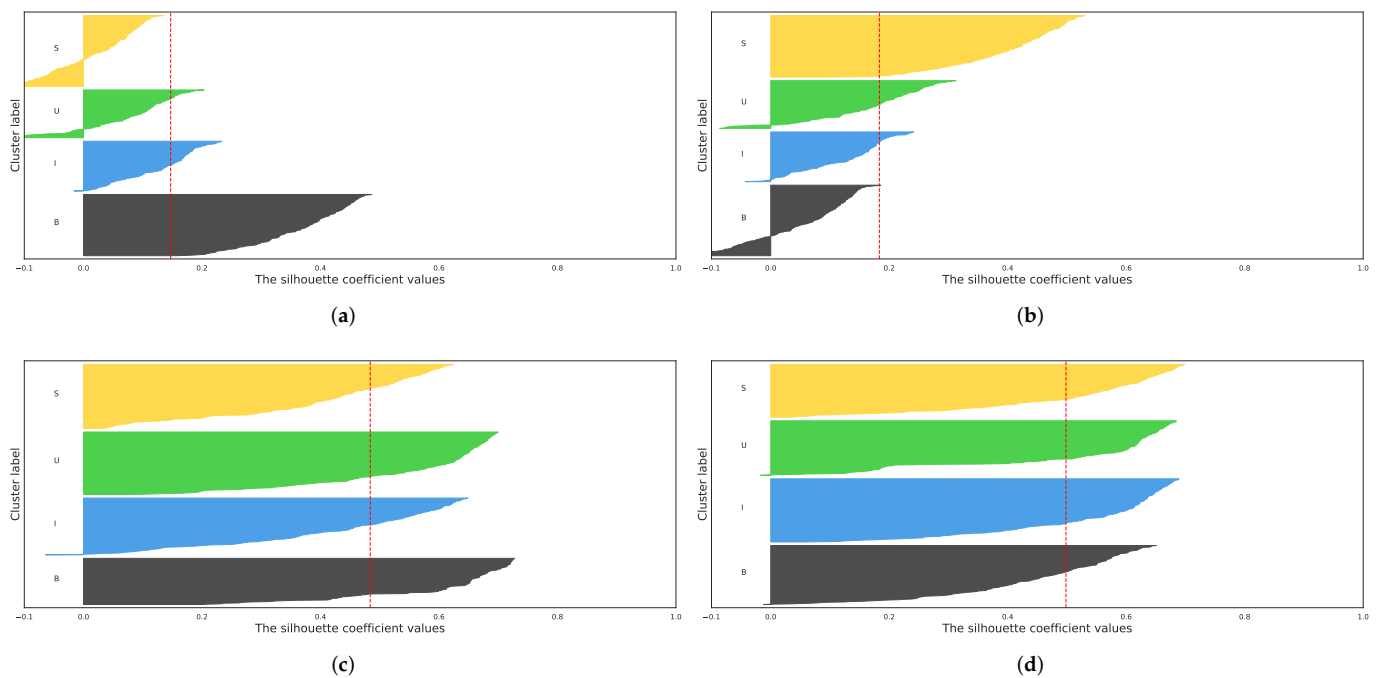 Cluster label
S
U
I
B
−0.1 0.0 0.2 0.4 0.6 0.8 1.0
The silhouette coefficient values
(a)
Cluster label
S
U
I
B
−0.1 0.0 0.2 0.4 0.6 0.8 1.0
The silhouette coefficient values
(b)
Cluster label
S
U
I
B
−0.1 0.0 0.2 0.4 0.6 0.8 1.0
The silhouette coefficient values
(c)
Cluster label
S
U
I
B
−0.1 0.0 0.2 0.4 0.6 0.8 1.0
The silhouette coefficient values
(d)